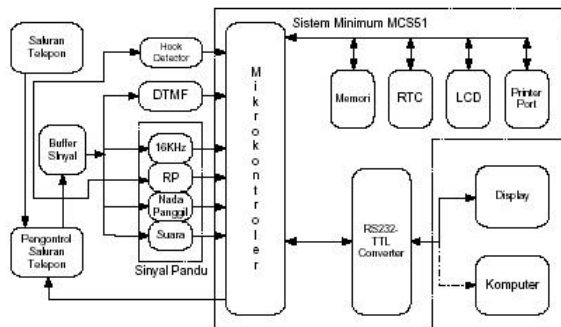 Sistem Minimum MCS51
Saluran
Telepon
Hook
Detector
DTMF
Buffer
Sinyal
16KHz
RP
Nada
Panggil
Suara
Sinyal Pandu
Pengontrol
Saluran
Telepon
Mikrokontroler
Memori
RTC
LCD
Printer
Port
RS232-
TTL
Converter
Display
Komputer